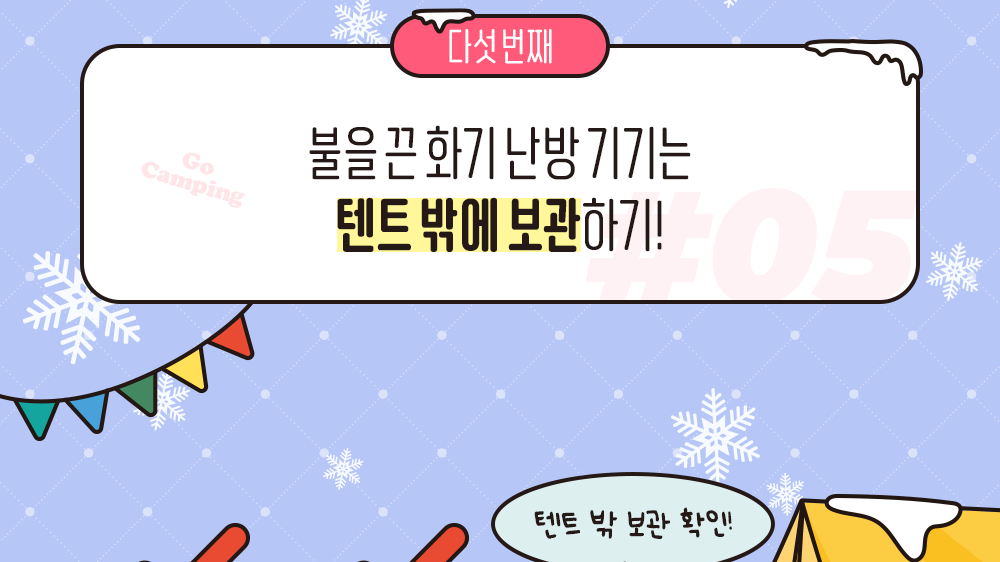 다섯번째
불을 끈 화기 난방 기기는
텐트 밖에 보관하기!
Go
Camping
#05
텐트 밖 보관 확인!